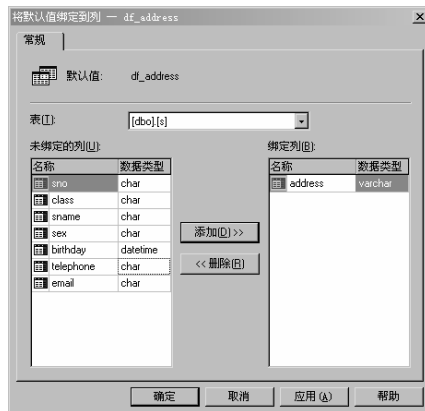 将默认值绑定到列 — df_address
常规
默认值: df_address
表(T): [dbo].[s]
未绑定的列(U): 绑定列(B):
名称 数据类型 名称 数据类型
sno char address varchar
class char
sname char
sex char 添加(D) >>
birthday datetime
telephone char << 删除(R)
email char
确定 取消 应用(A) 帮助